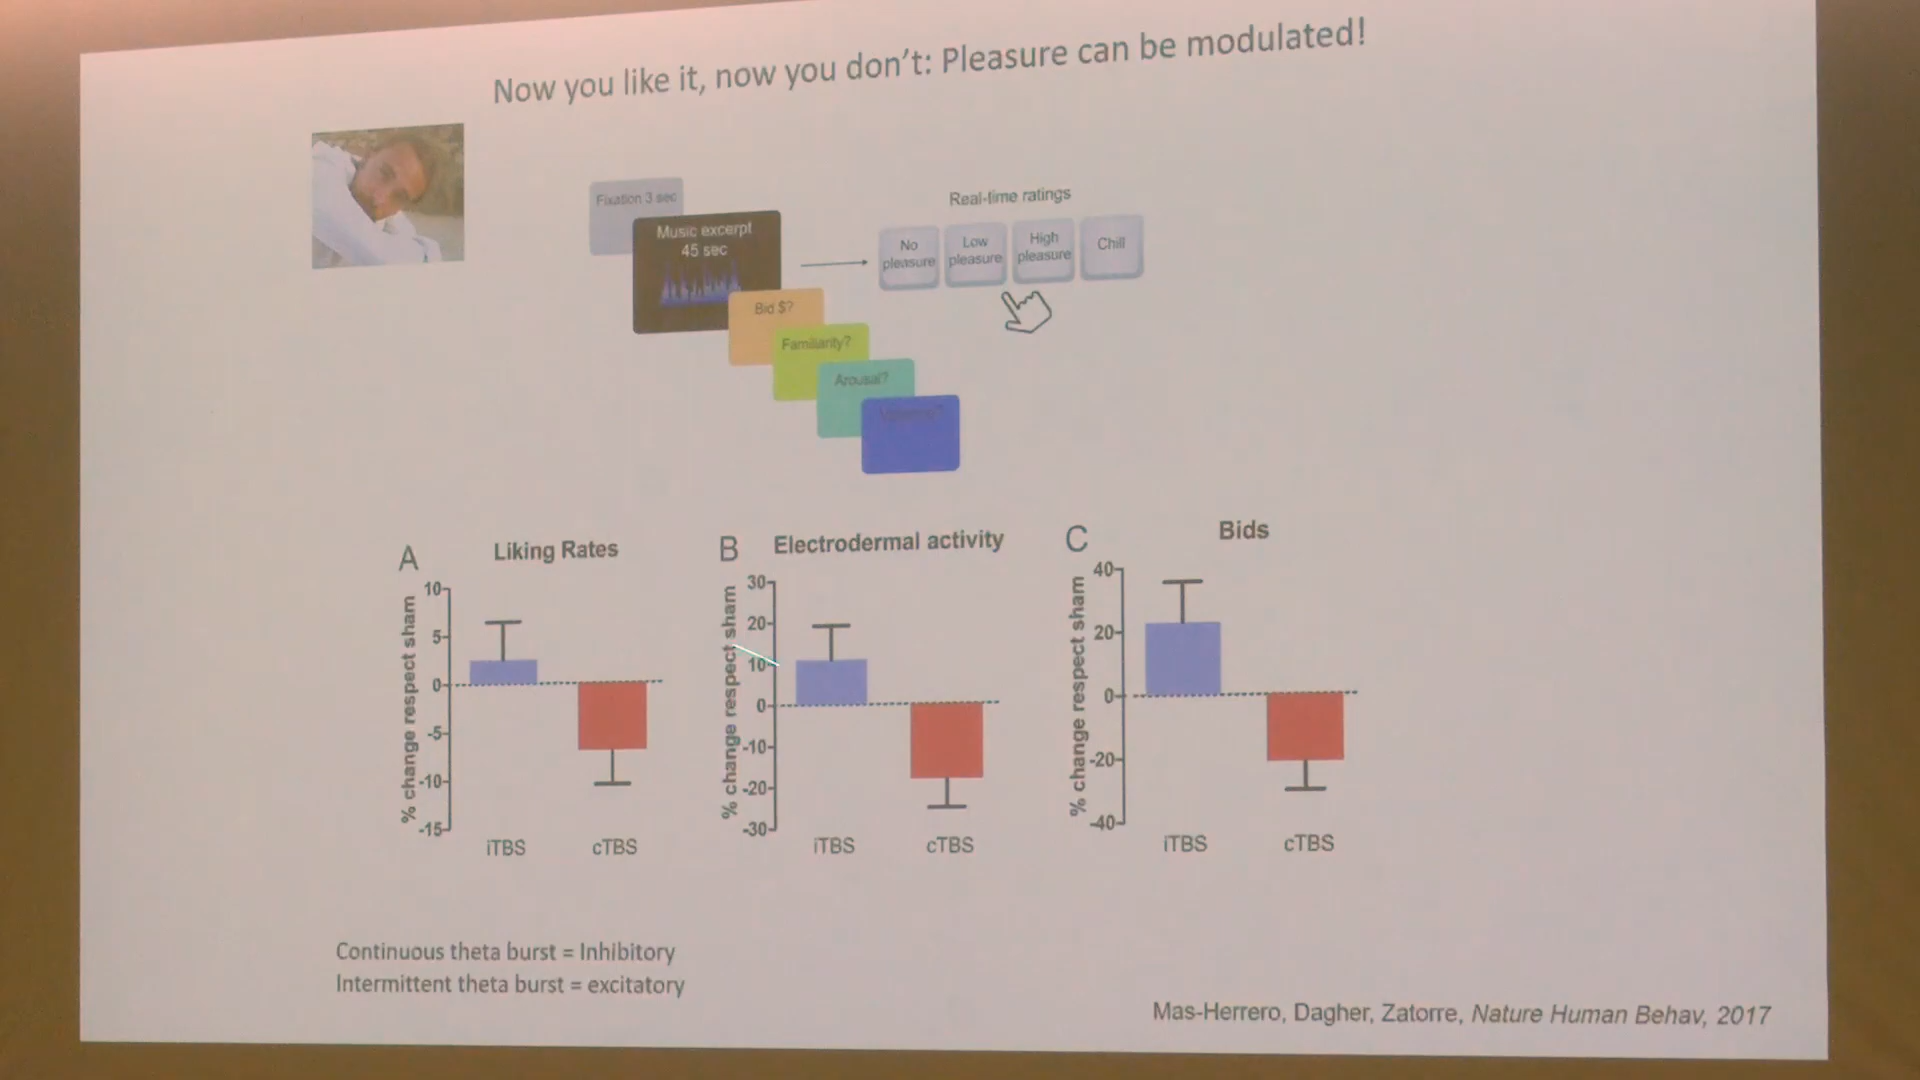 Now you like it, now you don't: Pleasure can be modulated!
Fixation 3 sec
Music excerpt
45 sec
Bid $?
Familiarity?
Arousal?
Real-time ratings
No
pleasure
Low
pleasure
High
pleasure
Chill
A
Liking Rates
% change respect sham
10
5
0
-5
-10
-15
iTBS
cTBS
B
Electrodermal activity
% change respect sham
30
20
10
0
-10
-20
-30
iTBS
cTBS
C
Bids
% change respect sham
40
20
0
-20
-40
iTBS
cTBS
Continuous theta burst = Inhibitory
Intermittent theta burst = excitatory
Mas-Herrero, Dagher, Zatorre, Nature Human Behav, 2017